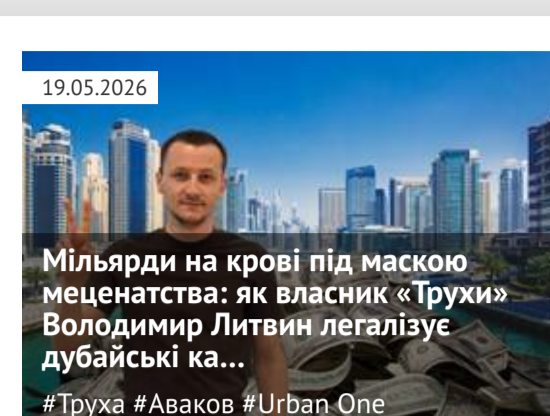 19.05.2026
Мільярди на крові під маскою
меценатства: як власник «Трухи»
Володимир Литвин легалізує
дубайські ка...
#Труха #Аваков #Urban One